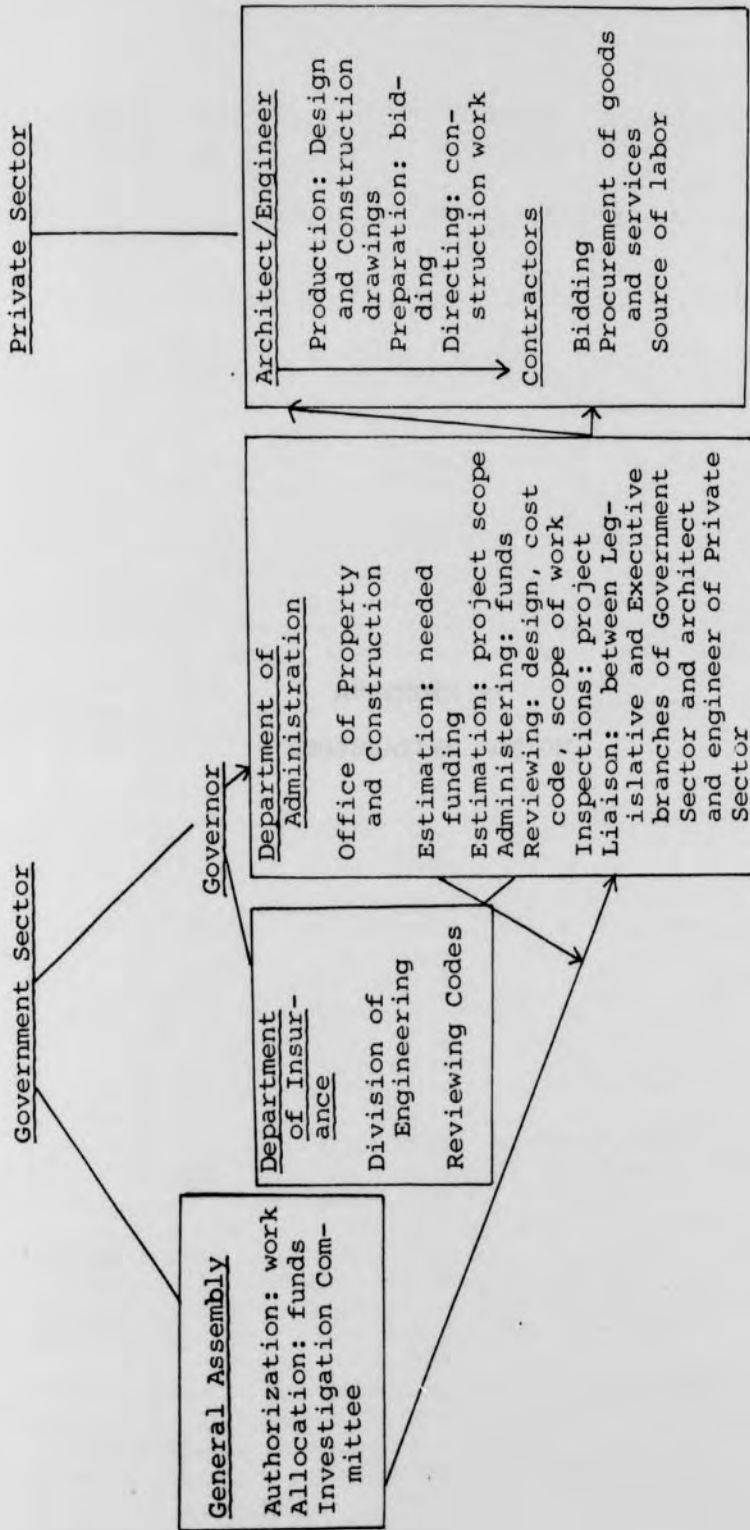 Government Sector
Private Sector
Governor
General Assembly
Authorization: work
Allocation: funds
Investigation Com-
mittee
Department
of Insur-
ance
Division of
Engineering
Reviewing Codes
Department of
Administration
Office of Property
and Construction
Estimation: needed
funding
Estimation: project scope
Administering: funds
Reviewing: design, cost
code, scope of work
Inspections: project
Liaison: between Leg-
islative and Executive
branches of Government
Sector and architect
and engineer of Private
Sector
Architect/Engineer
Production: Design
and Construction
drawings
Preparation: bid-
ding
Directing: con-
struction work
Contractors
Bidding
Procurement of goods
and services
Source of labor